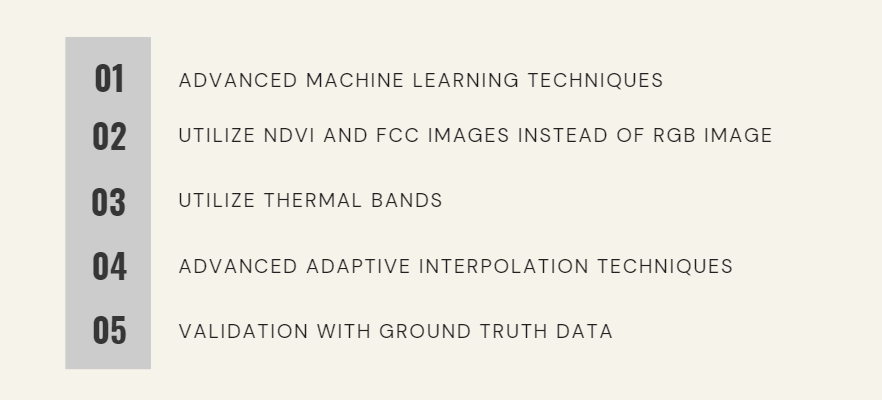 01 ADVANCED MACHINE LEARNING TECHNIQUES
02 UTILIZE NDVI AND FCC IMAGES INSTEAD OF RGB IMAGE
03 UTILIZE THERMAL BANDS
04 ADVANCED ADAPTIVE INTERPOLATION TECHNIQUES
05 VALIDATION WITH GROUND TRUTH DATA